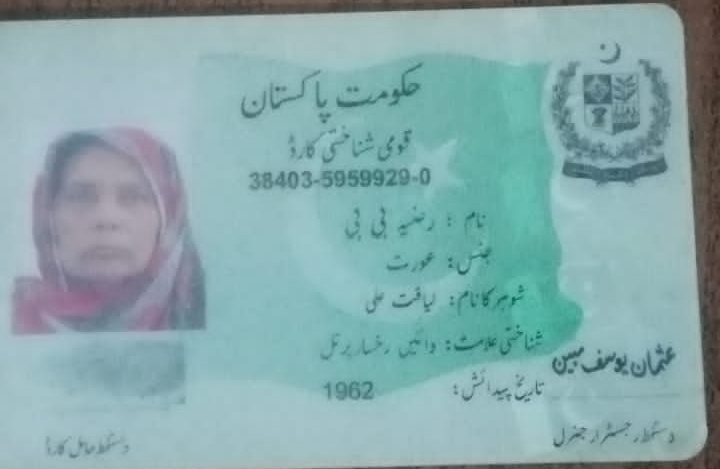 حکومت پاکستان
قومی شناختی کارڈ
38403-5959929-0
نام : رضیہ بی بی
جنس: عورت
شوہر کا نام: لیاقت علی
شناختی علامت: دائیں رخسار پر تل
تاریخ پیدائش: 1962
عثمان یوسف مبین
دستخط رجسٹرار جنرل
دستخط حامل کارڈ